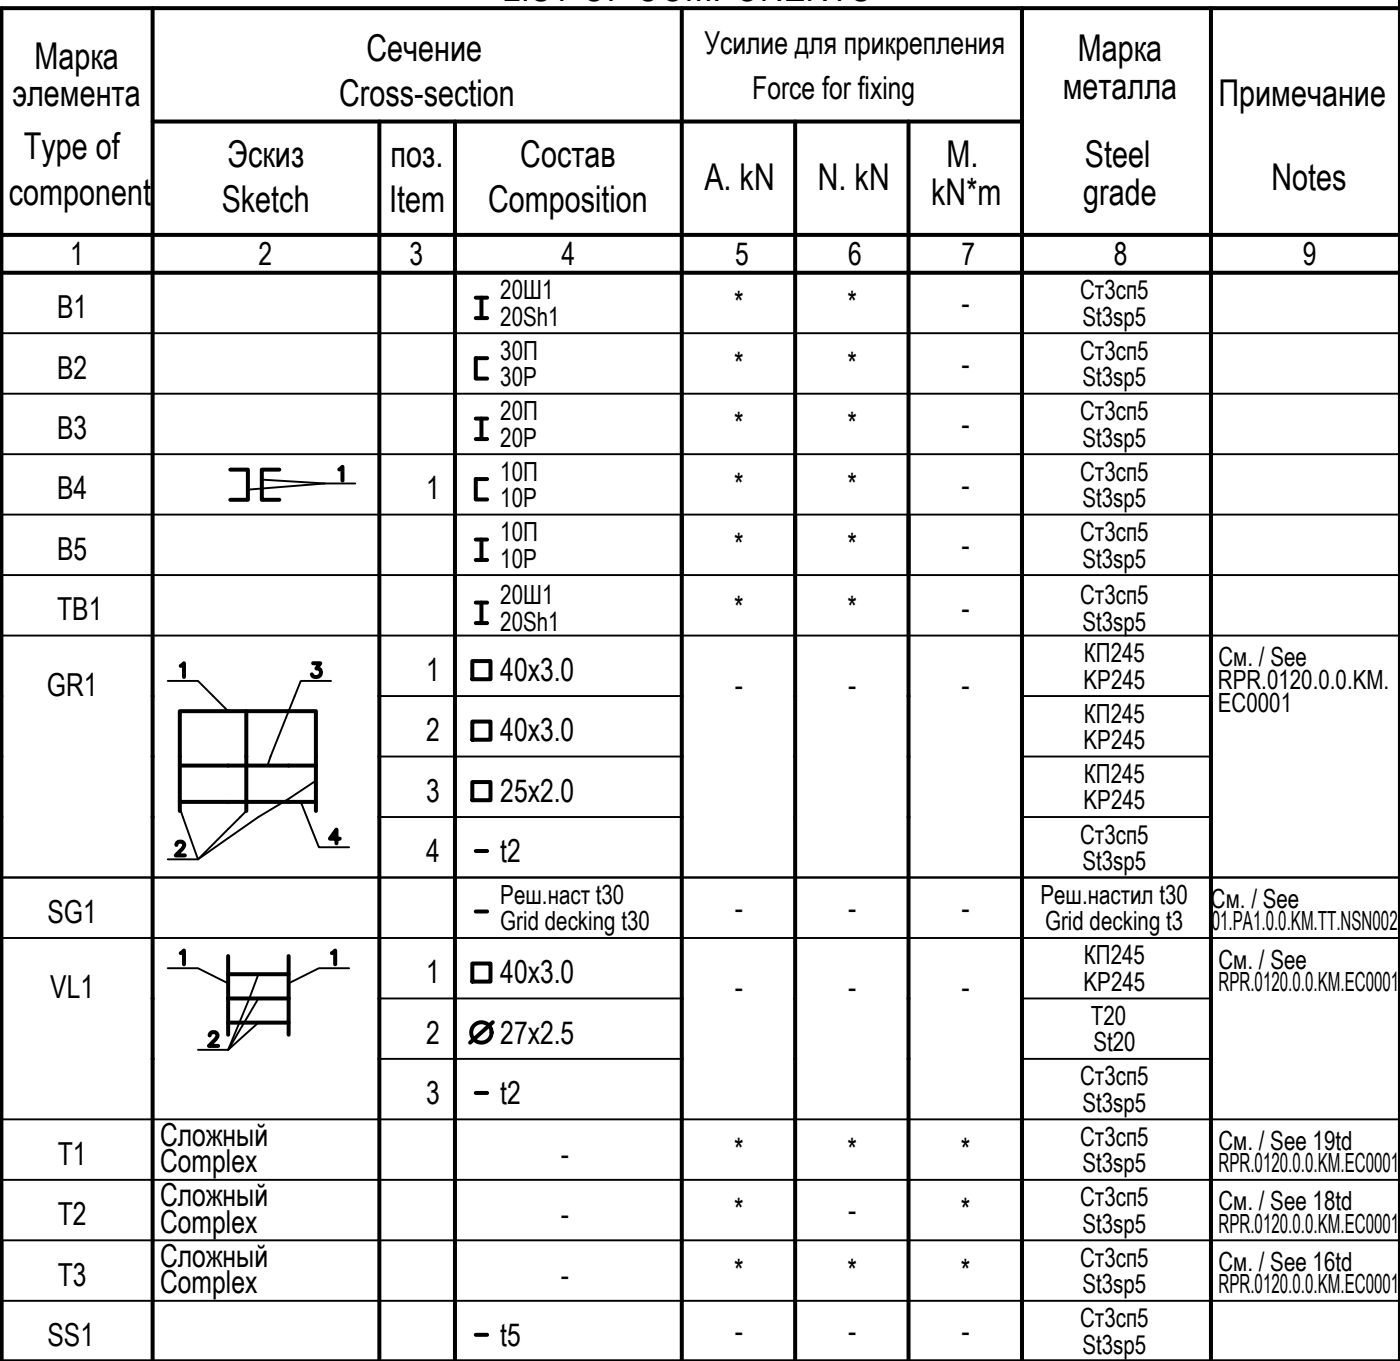 LIST OF COMPONENTS
Марка элемента
Type of component
Сечение
Cross-section
Усилие для прикрепления
Force for fixing
Марка металла
Steel grade
Примечание
Notes
Эскиз
Sketch
поз.
Item
Состав
Composition
A. kN
N. kN
M. kN*m
1 2 3 4 5 6 7 8 9
B1
20Ш1
20Sh1
* * -
Ст3сп5
St3sp5
B2
30П
30P
* * -
Ст3сп5
St3sp5
B3
20П
20P
* * -
Ст3сп5
St3sp5
B4
1
1
10П
10P
* * -
Ст3сп5
St3sp5
B5
10П
10P
* * -
Ст3сп5
St3sp5
TB1
20Ш1
20Sh1
* * -
Ст3сп5
St3sp5
GR1
1 3
2 4
1 40x3.0
- - -
КП245
KP245
См. / See
RPR.0120.0.0.KM.
EC0001
2 40x3.0
КП245
KP245
3 25x2.0
КП245
KP245
4 – t2
Ст3сп5
St3sp5
SG1
– Реш.наст t30
Grid decking t30
- - -
Реш.настил t30
Grid decking t3
См. / See
01.PA1.0.0.KM.TT.NSN002
VL1
1 1
2
1 40x3.0
- - -
КП245
KP245
См. / See
RPR.0120.0.0.KM.EC0001
2 Ø 27x2.5
T20
St20
3 – t2
Ст3сп5
St3sp5
T1
Сложный
Complex
- * * *
Ст3сп5
St3sp5
См. / See 19td
RPR.0120.0.0.KM.EC0001
T2
Сложный
Complex
- * - *
Ст3сп5
St3sp5
См. / See 18td
RPR.0120.0.0.KM.EC0001
T3
Сложный
Complex
- * * *
Ст3сп5
St3sp5
См. / See 16td
RPR.0120.0.0.KM.EC0001
SS1
– t5
- - -
Ст3сп5
St3sp5